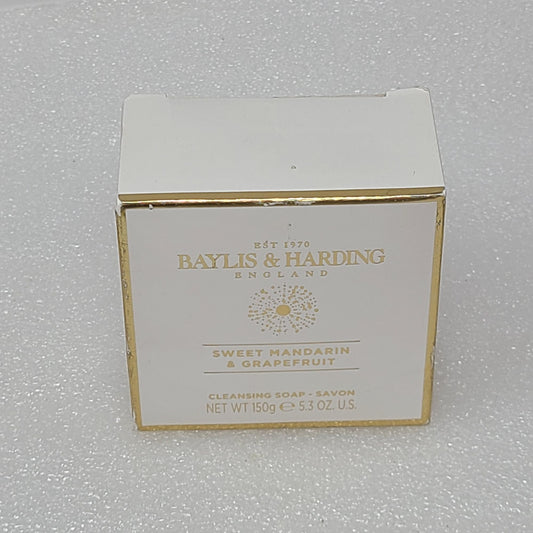 EST 1970
BAYLIS & HARDING
ENGLAND
SWEET MANDARIN
& GRAPEFRUIT
CLEANSING SOAP - SAVON
NET WT 150g ℮ 5.3 OZ. U.S.